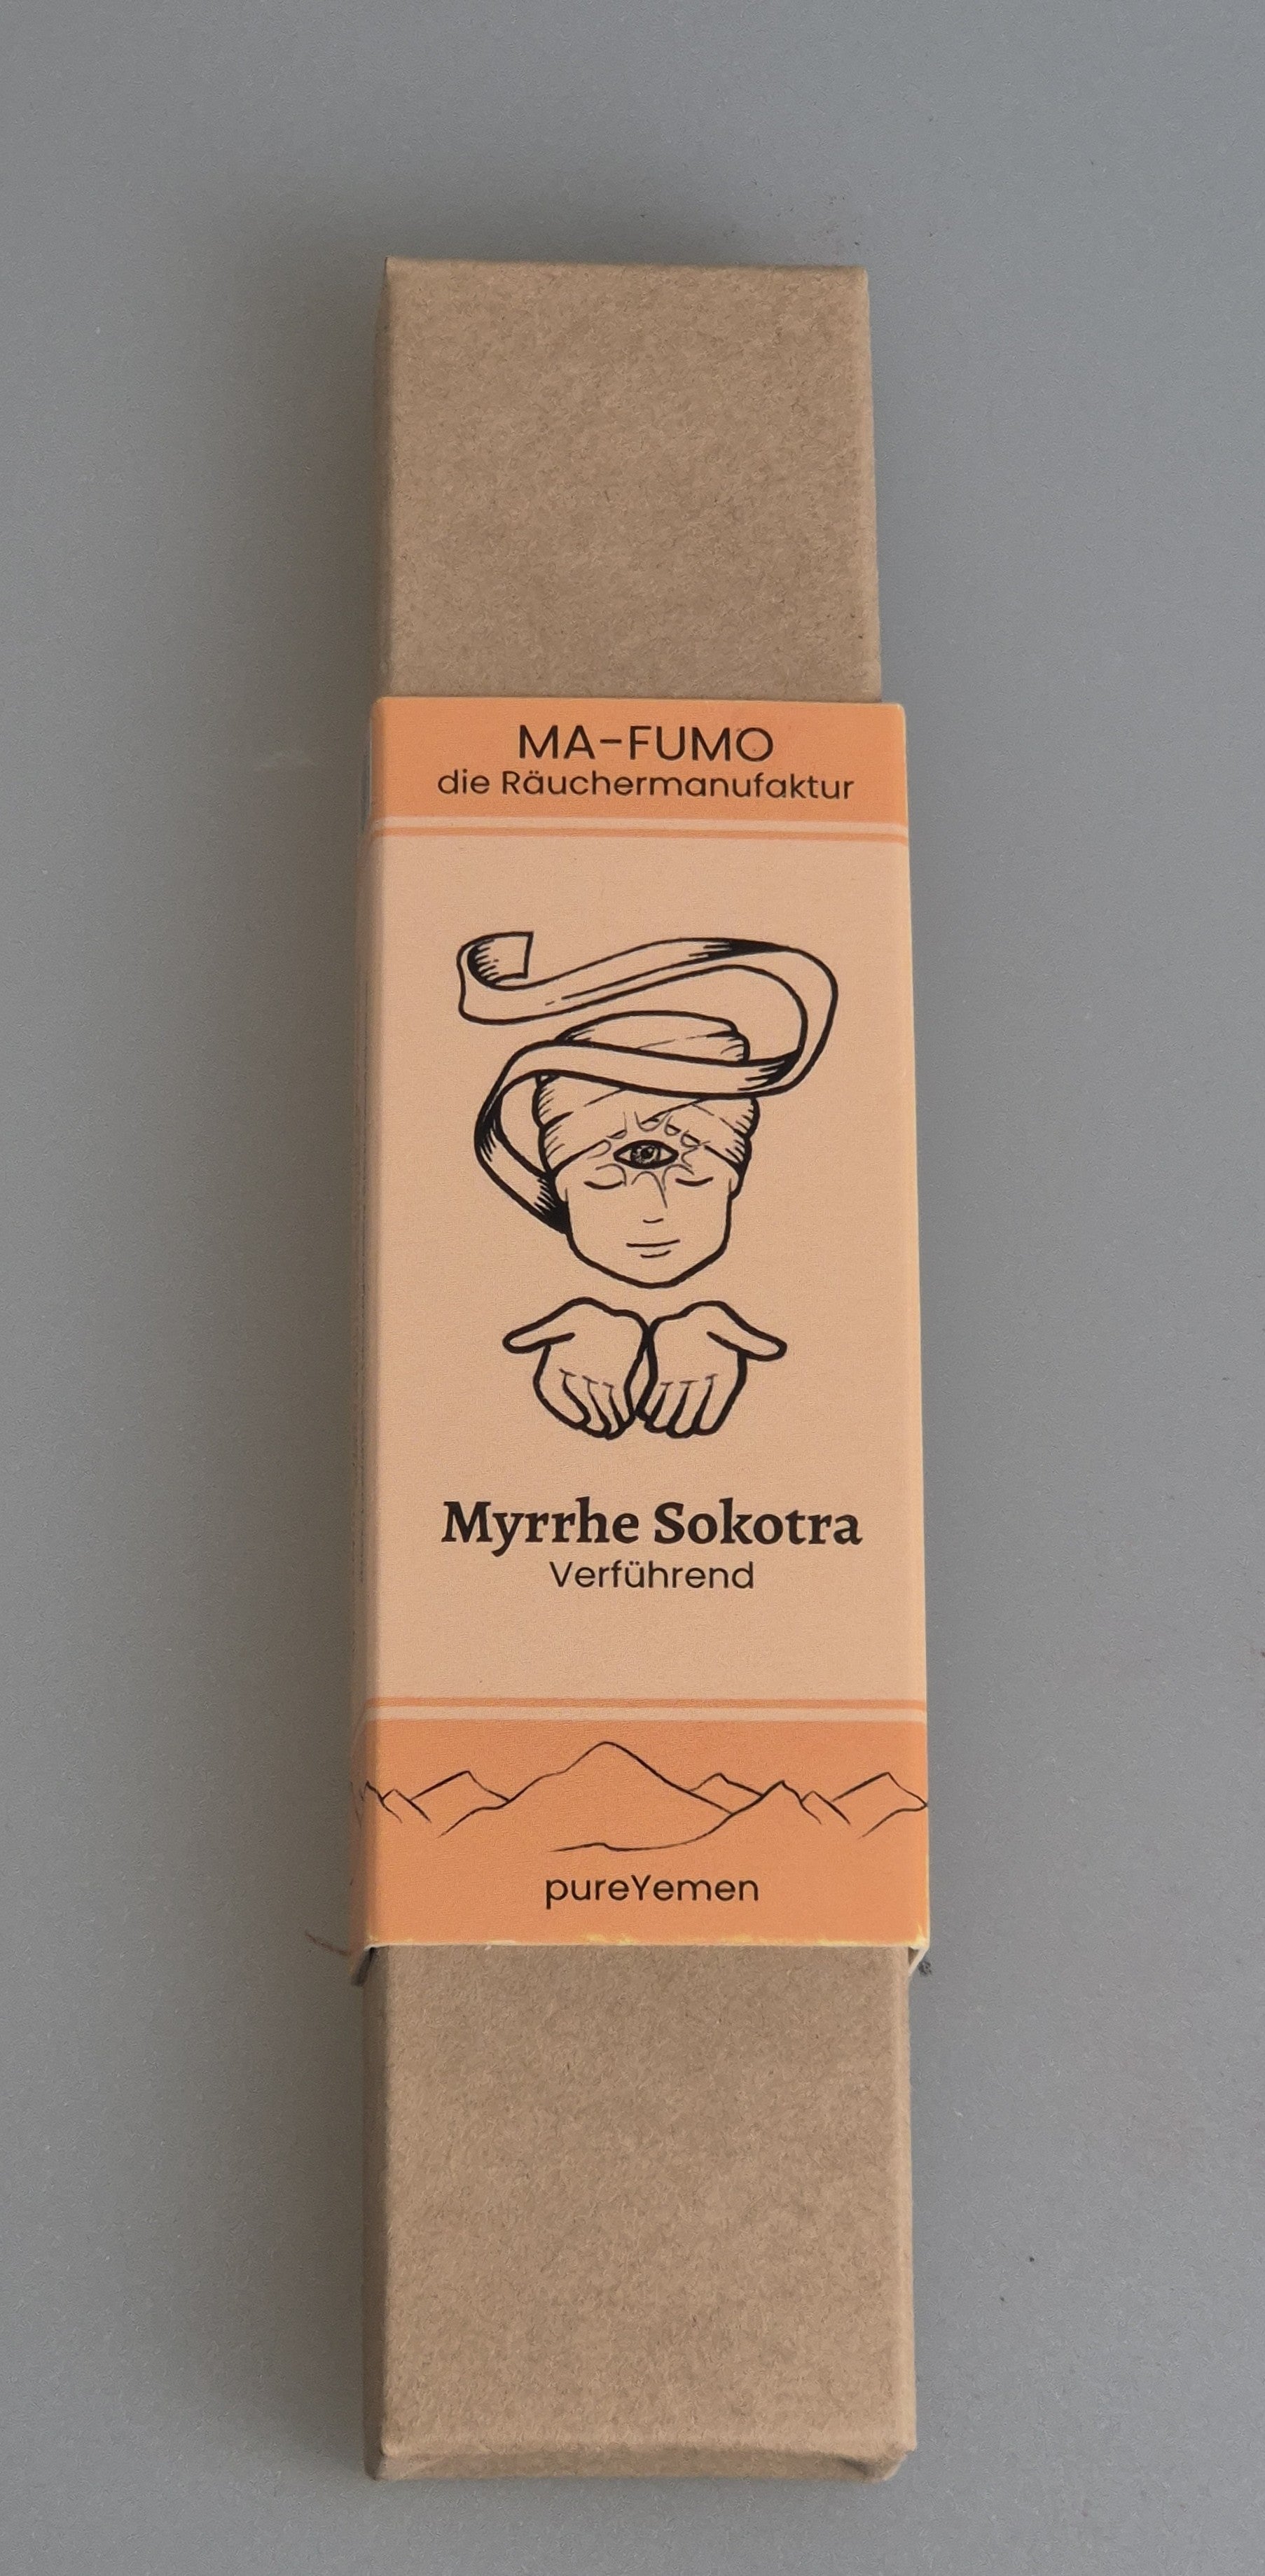 MA-FUMO
die Räuchermanufaktur
Myrrhe Sokotra
Verführend
pureYemen